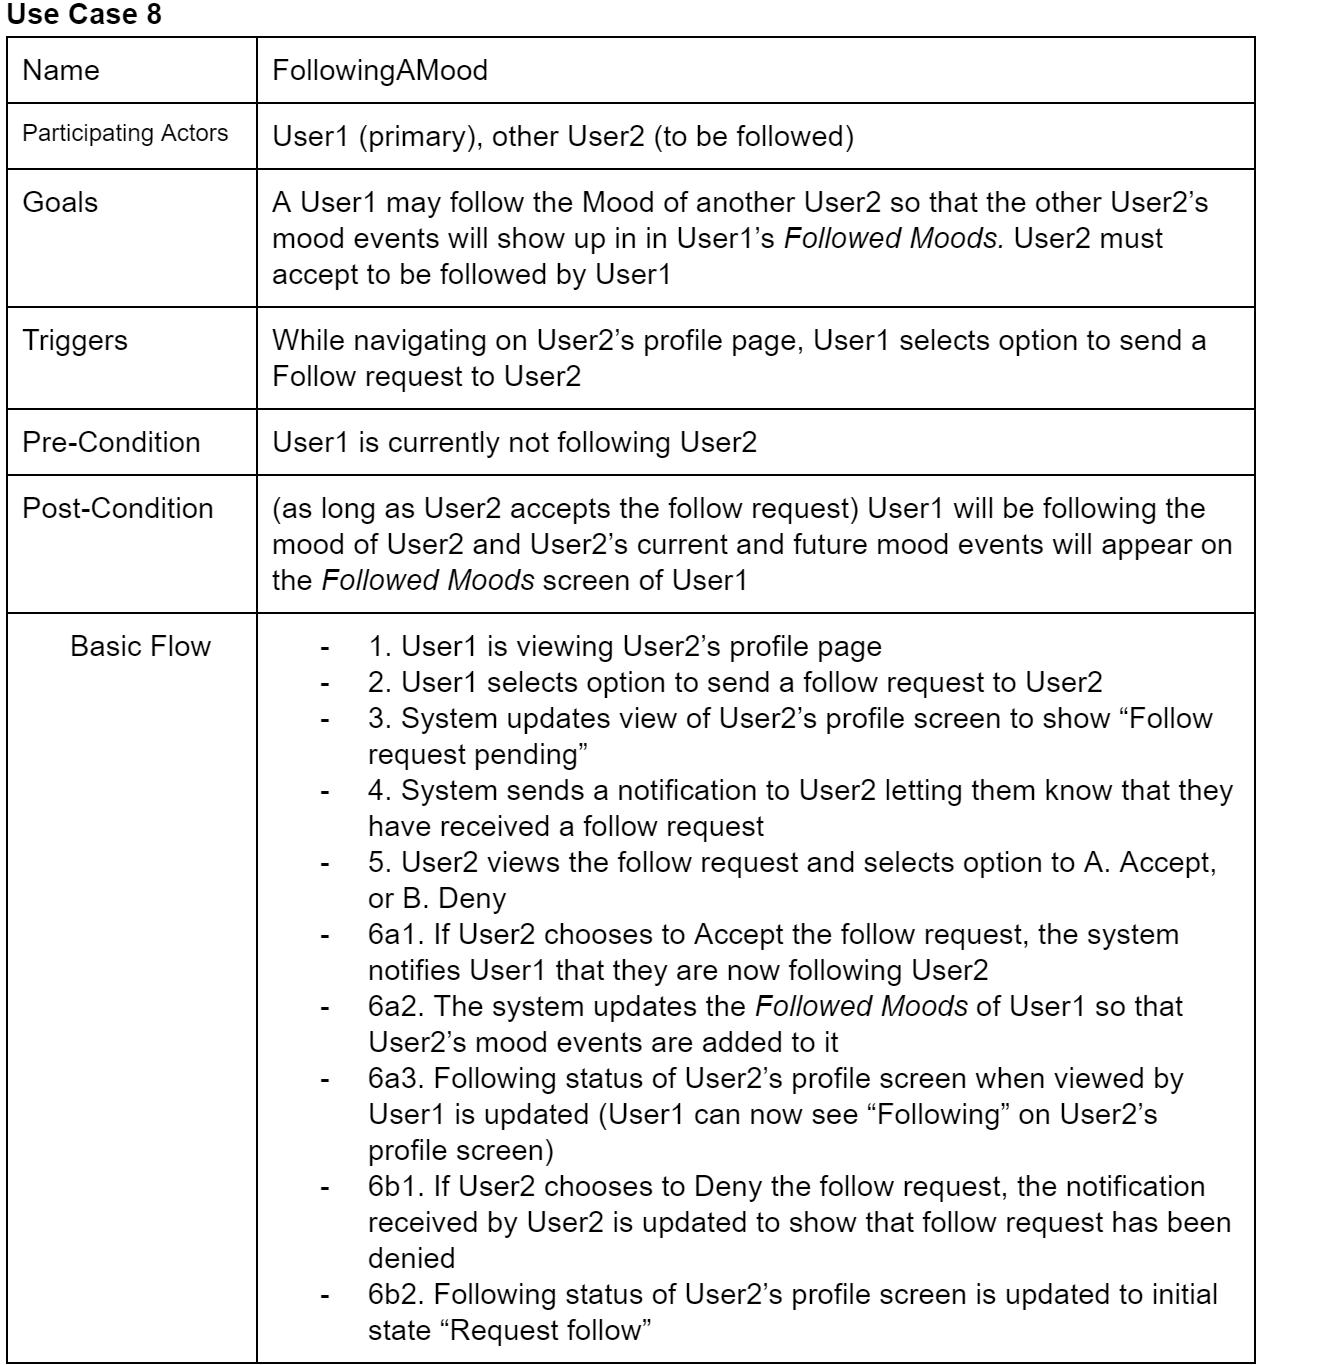 Use Case 8
Name
FollowingAMood
Participating Actors
User1 (primary), other User2 (to be followed)
Goals
A User1 may follow the Mood of another User2 so that the other User2’s
mood events will show up in in User1’s Followed Moods. User2 must
accept to be followed by User1
Triggers
While navigating on User2’s profile page, User1 selects option to send a
Follow request to User2
Pre-Condition
User1 is currently not following User2
Post-Condition
(as long as User2 accepts the follow request) User1 will be following the
mood of User2 and User2’s current and future mood events will appear on
the Followed Moods screen of User1
Basic Flow
- 1. User1 is viewing User2’s profile page
- 2. User1 selects option to send a follow request to User2
- 3. System updates view of User2’s profile screen to show “Follow
request pending”
- 4. System sends a notification to User2 letting them know that they
have received a follow request
- 5. User2 views the follow request and selects option to A. Accept,
or B. Deny
- 6a1. If User2 chooses to Accept the follow request, the system
notifies User1 that they are now following User2
- 6a2. The system updates the Followed Moods of User1 so that
User2’s mood events are added to it
- 6a3. Following status of User2’s profile screen when viewed by
User1 is updated (User1 can now see “Following” on User2’s
profile screen)
- 6b1. If User2 chooses to Deny the follow request, the notification
received by User2 is updated to show that follow request has been
denied
- 6b2. Following status of User2’s profile screen is updated to initial
state “Request follow”